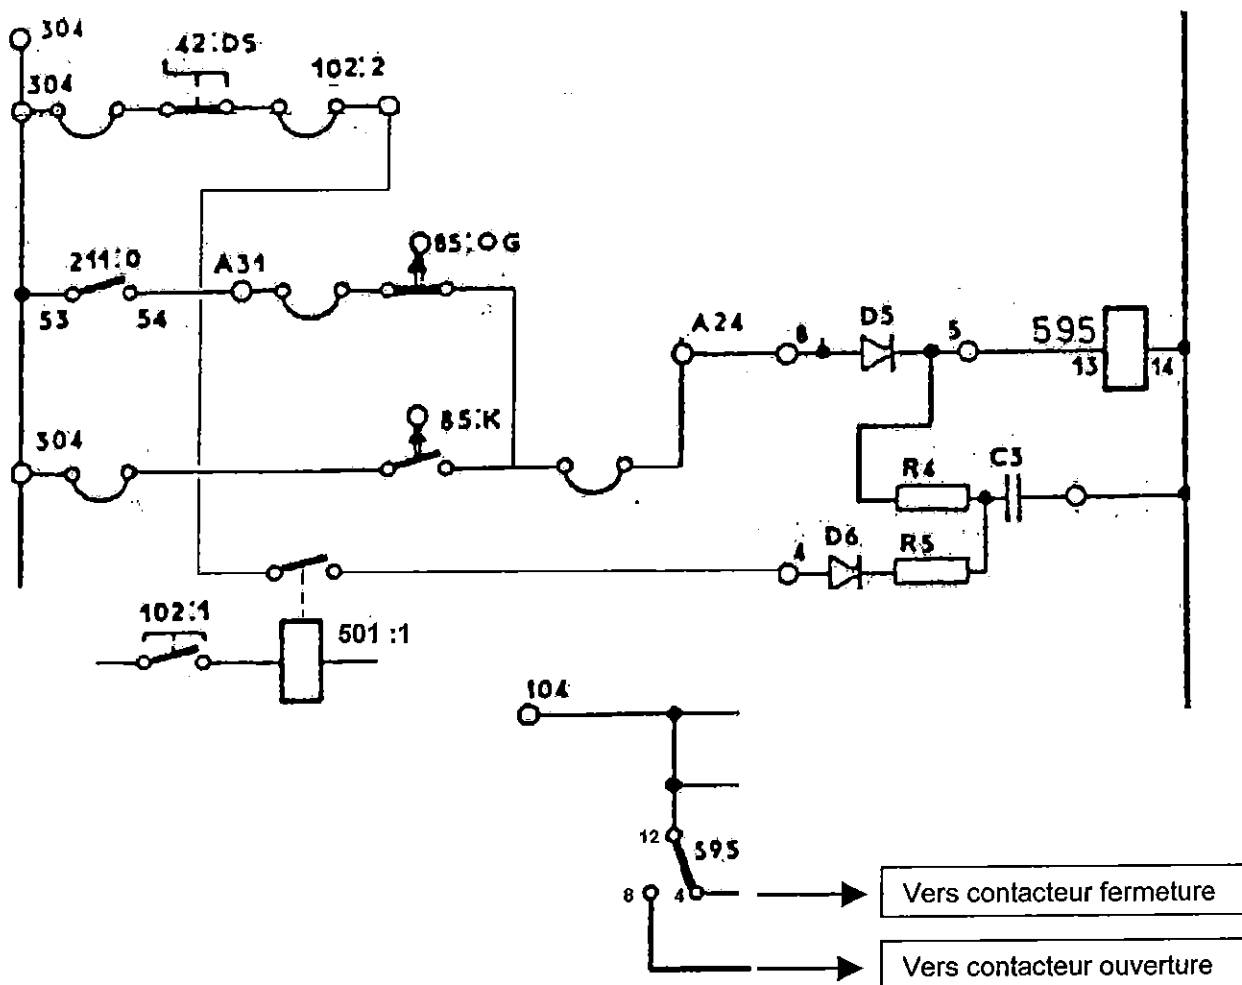 304
42:DS
304
102:2
211:0
A31
85:OG
53
54
A24
8
D5
5
595
13
14
304
85:K
R4
C3
4
D6
R5
102:1
501 :1
104
12
595
8
4
Vers contacteur fermeture
Vers contacteur ouverture